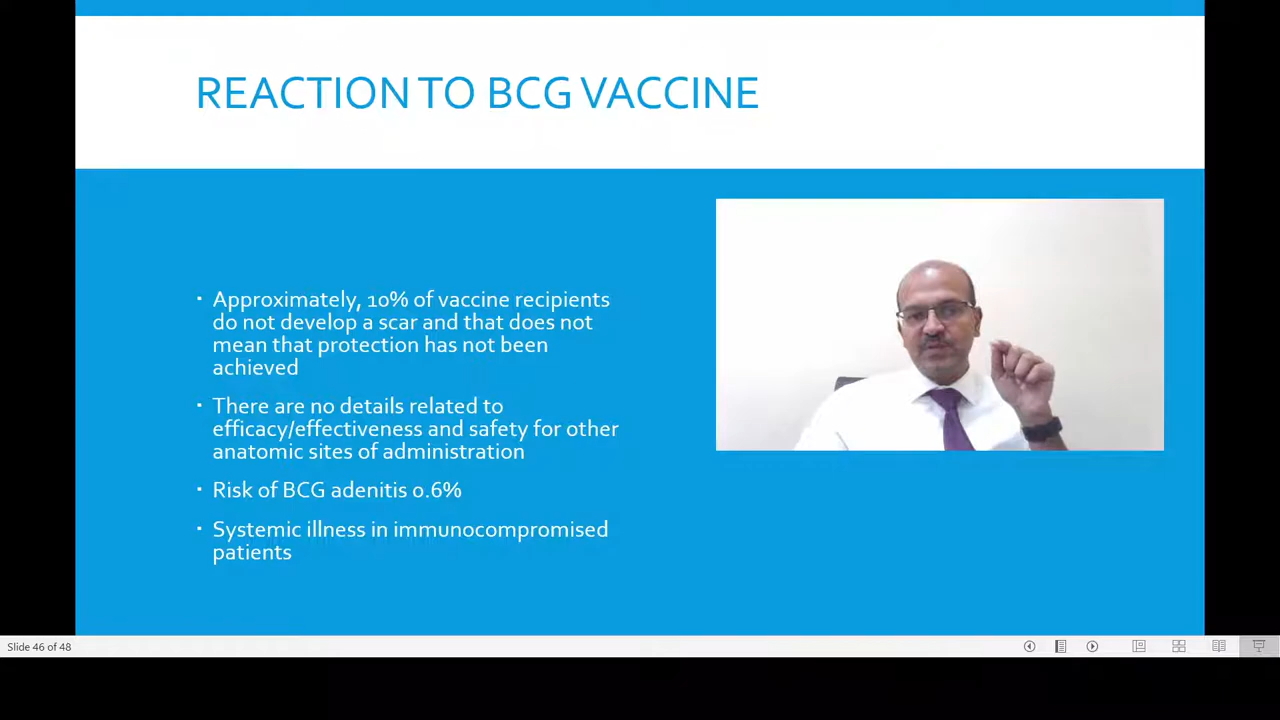 REACTION TO BCG VACCINE
▪ Approximately, 10% of vaccine recipients
do not develop a scar and that does not
mean that protection has not been
achieved
▪ There are no details related to
efficacy/effectiveness and safety for other
anatomic sites of administration
▪ Risk of BCG adenitis 0.6%
▪ Systemic illness in immunocompromised
patients
Slide 46 of 48